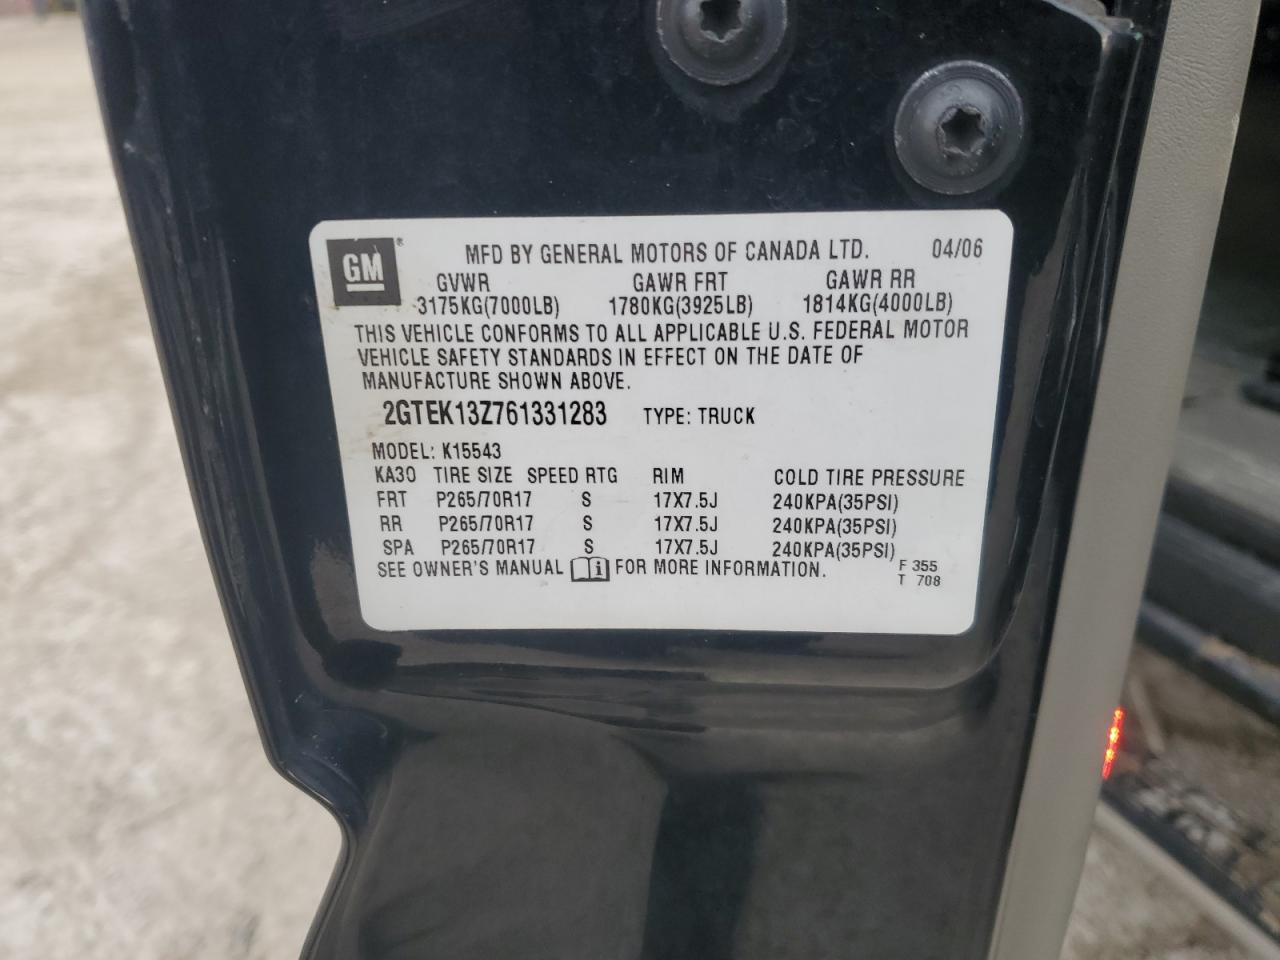 GM®
MFD BY GENERAL MOTORS OF CANADA LTD. 04/06
GVWR GAWR FRT GAWR RR
3175KG(7000LB) 1780KG(3925LB) 1814KG(4000LB)
THIS VEHICLE CONFORMS TO ALL APPLICABLE U.S. FEDERAL MOTOR
VEHICLE SAFETY STANDARDS IN EFFECT ON THE DATE OF
MANUFACTURE SHOWN ABOVE.
2GTEK13Z761331283 TYPE: TRUCK
MODEL: K15543
KA30 TIRE SIZE SPEED RTG RIM COLD TIRE PRESSURE
FRT P265/70R17 S 17X7.5J 240KPA(35PSI)
RR P265/70R17 S 17X7.5J 240KPA(35PSI)
SPA P265/70R17 S 17X7.5J 240KPA(35PSI)
SEE OWNER'S MANUAL i FOR MORE INFORMATION. F 355
T 708